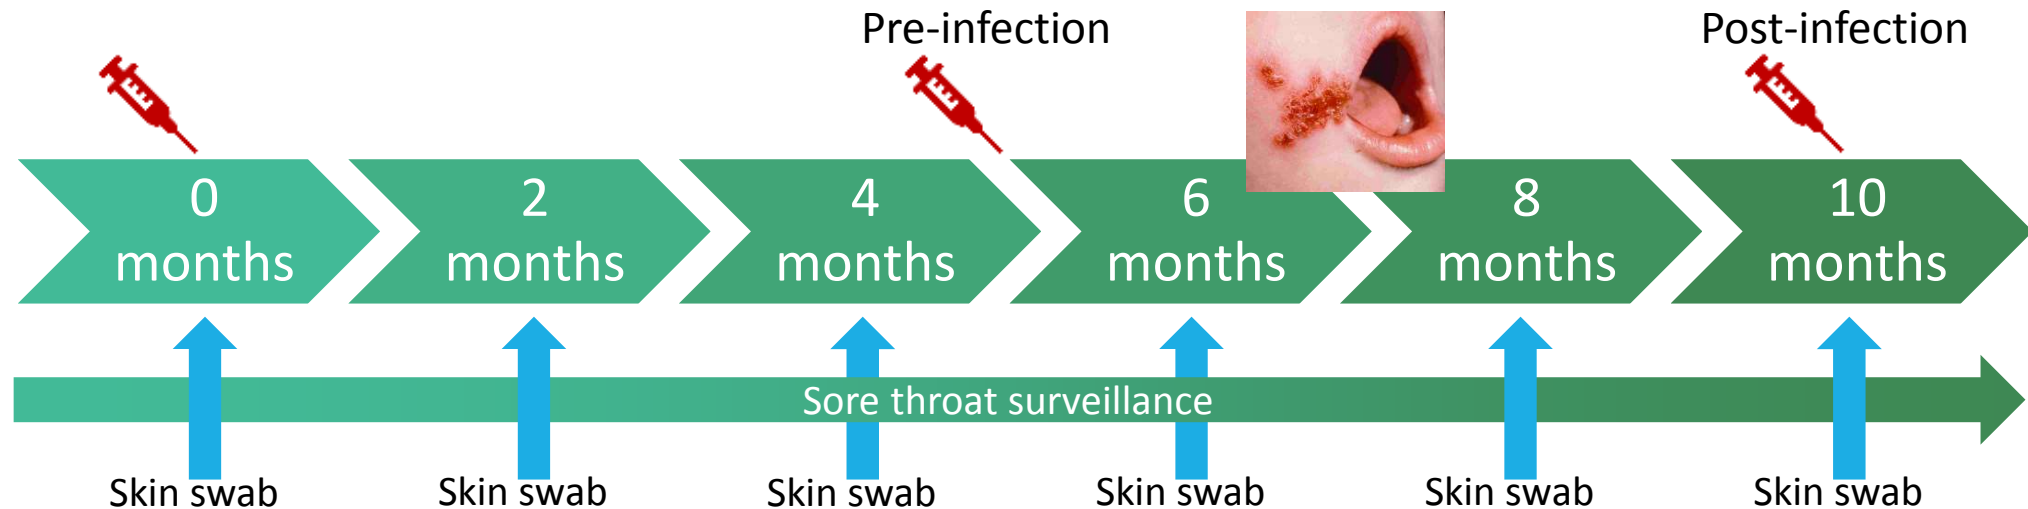 Pre-infection
Post-infection
0
months
2
months
4
months
6
months
8
months
10
months
Sore throat surveillance
Skin swab
Skin swab
Skin swab
Skin swab
Skin swab
Skin swab